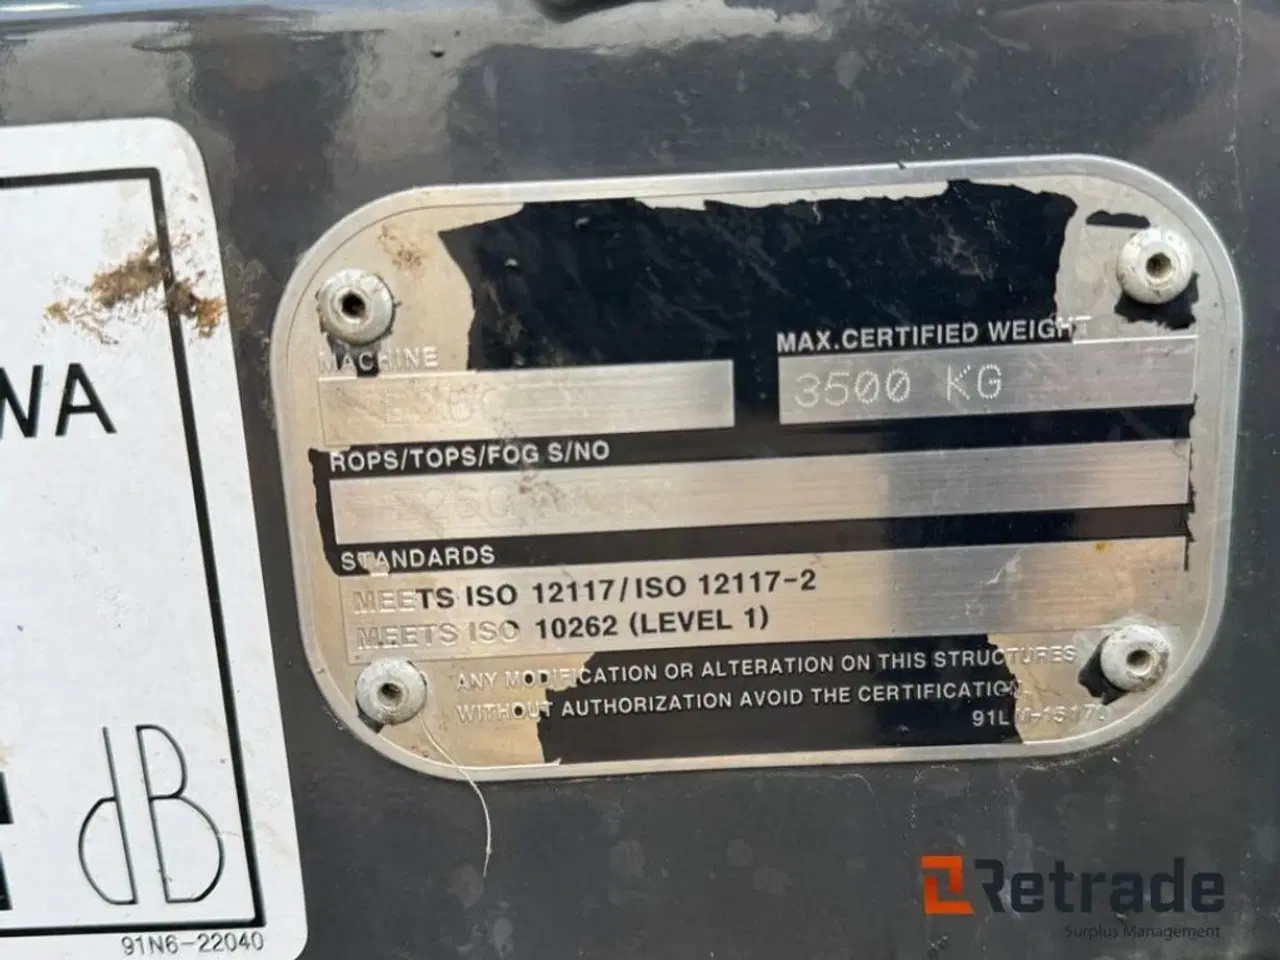 WA
dB
91N6-22040
MACHINE
MAX.CERTIFIED WEIGHT
3500 KG
ROPS/TOPS/FOG S/NO
STANDARDS
MEETS ISO 12117/ISO 12117-2
MEETS ISO 10262 (LEVEL 1)
ANY MODIFICATION OR ALTERATION ON THIS STRUCTURES
WITHOUT AUTHORIZATION AVOID THE CERTIFICATION.
Retrade
Surplus Management